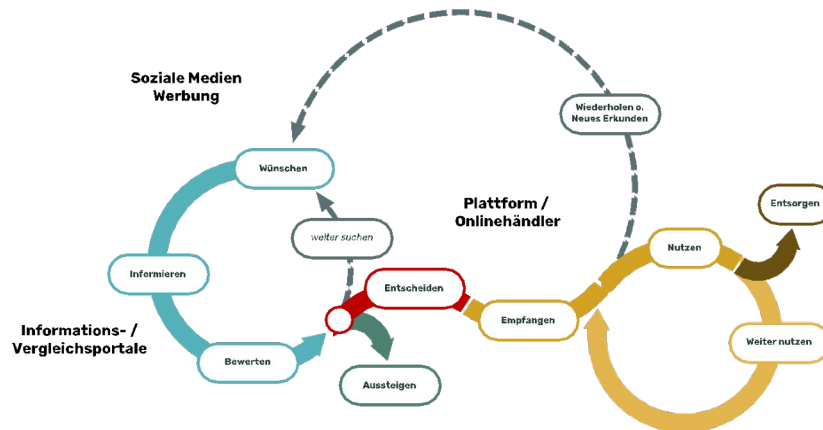 Soziale Medien
Werbung
Wiederholen o.
Neues Erkunden
Wünschen
Plattform /
Onlinehändler
Entsorgen
weiter suchen
Nutzen
Informieren
Entscheiden
Empfangen
Informations- /
Vergleichsportale
Weiter nutzen
Bewerten
Aussteigen